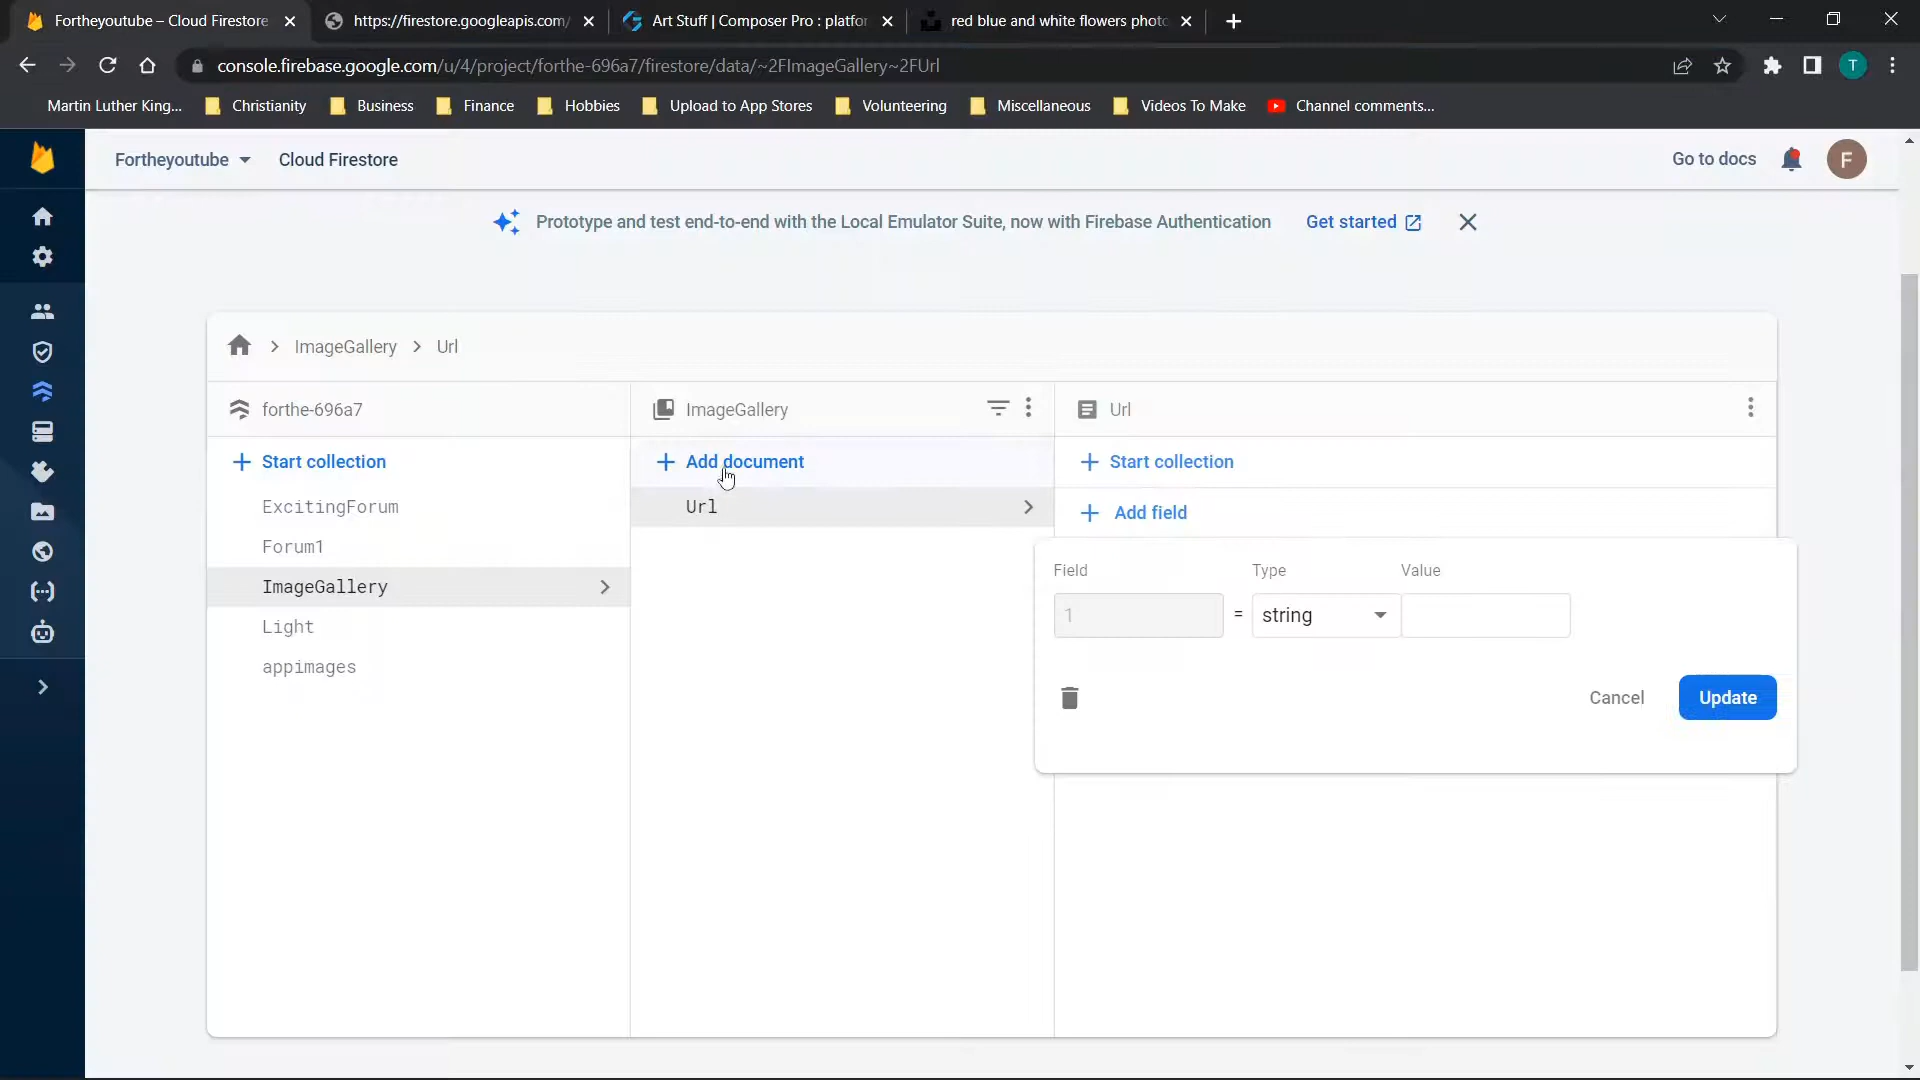 Fortheyoutube – Cloud Firestore
https://firestore.googleapis.com/
Art Stuff | Composer Pro : platfor
red blue and white flowers photo
console.firebase.google.com/u/4/project/forthe-696a7/firestore/data/~2FImageGallery~2FUrl
T
Martin Luther King...
Christianity
Business
Finance
Hobbies
Upload to App Stores
Volunteering
Miscellaneous
Videos To Make
Channel comments...
Fortheyoutube
Cloud Firestore
Go to docs
F
Prototype and test end-to-end with the Local Emulator Suite, now with Firebase Authentication
Get started
ImageGallery
Url
forthe-696a7
ImageGallery
Url
Start collection
Add document
Start collection
ExcitingForum
Url
Add field
Forum1
ImageGallery
Light
appimages
Field
Type
Value
1
=
string
Cancel
Update